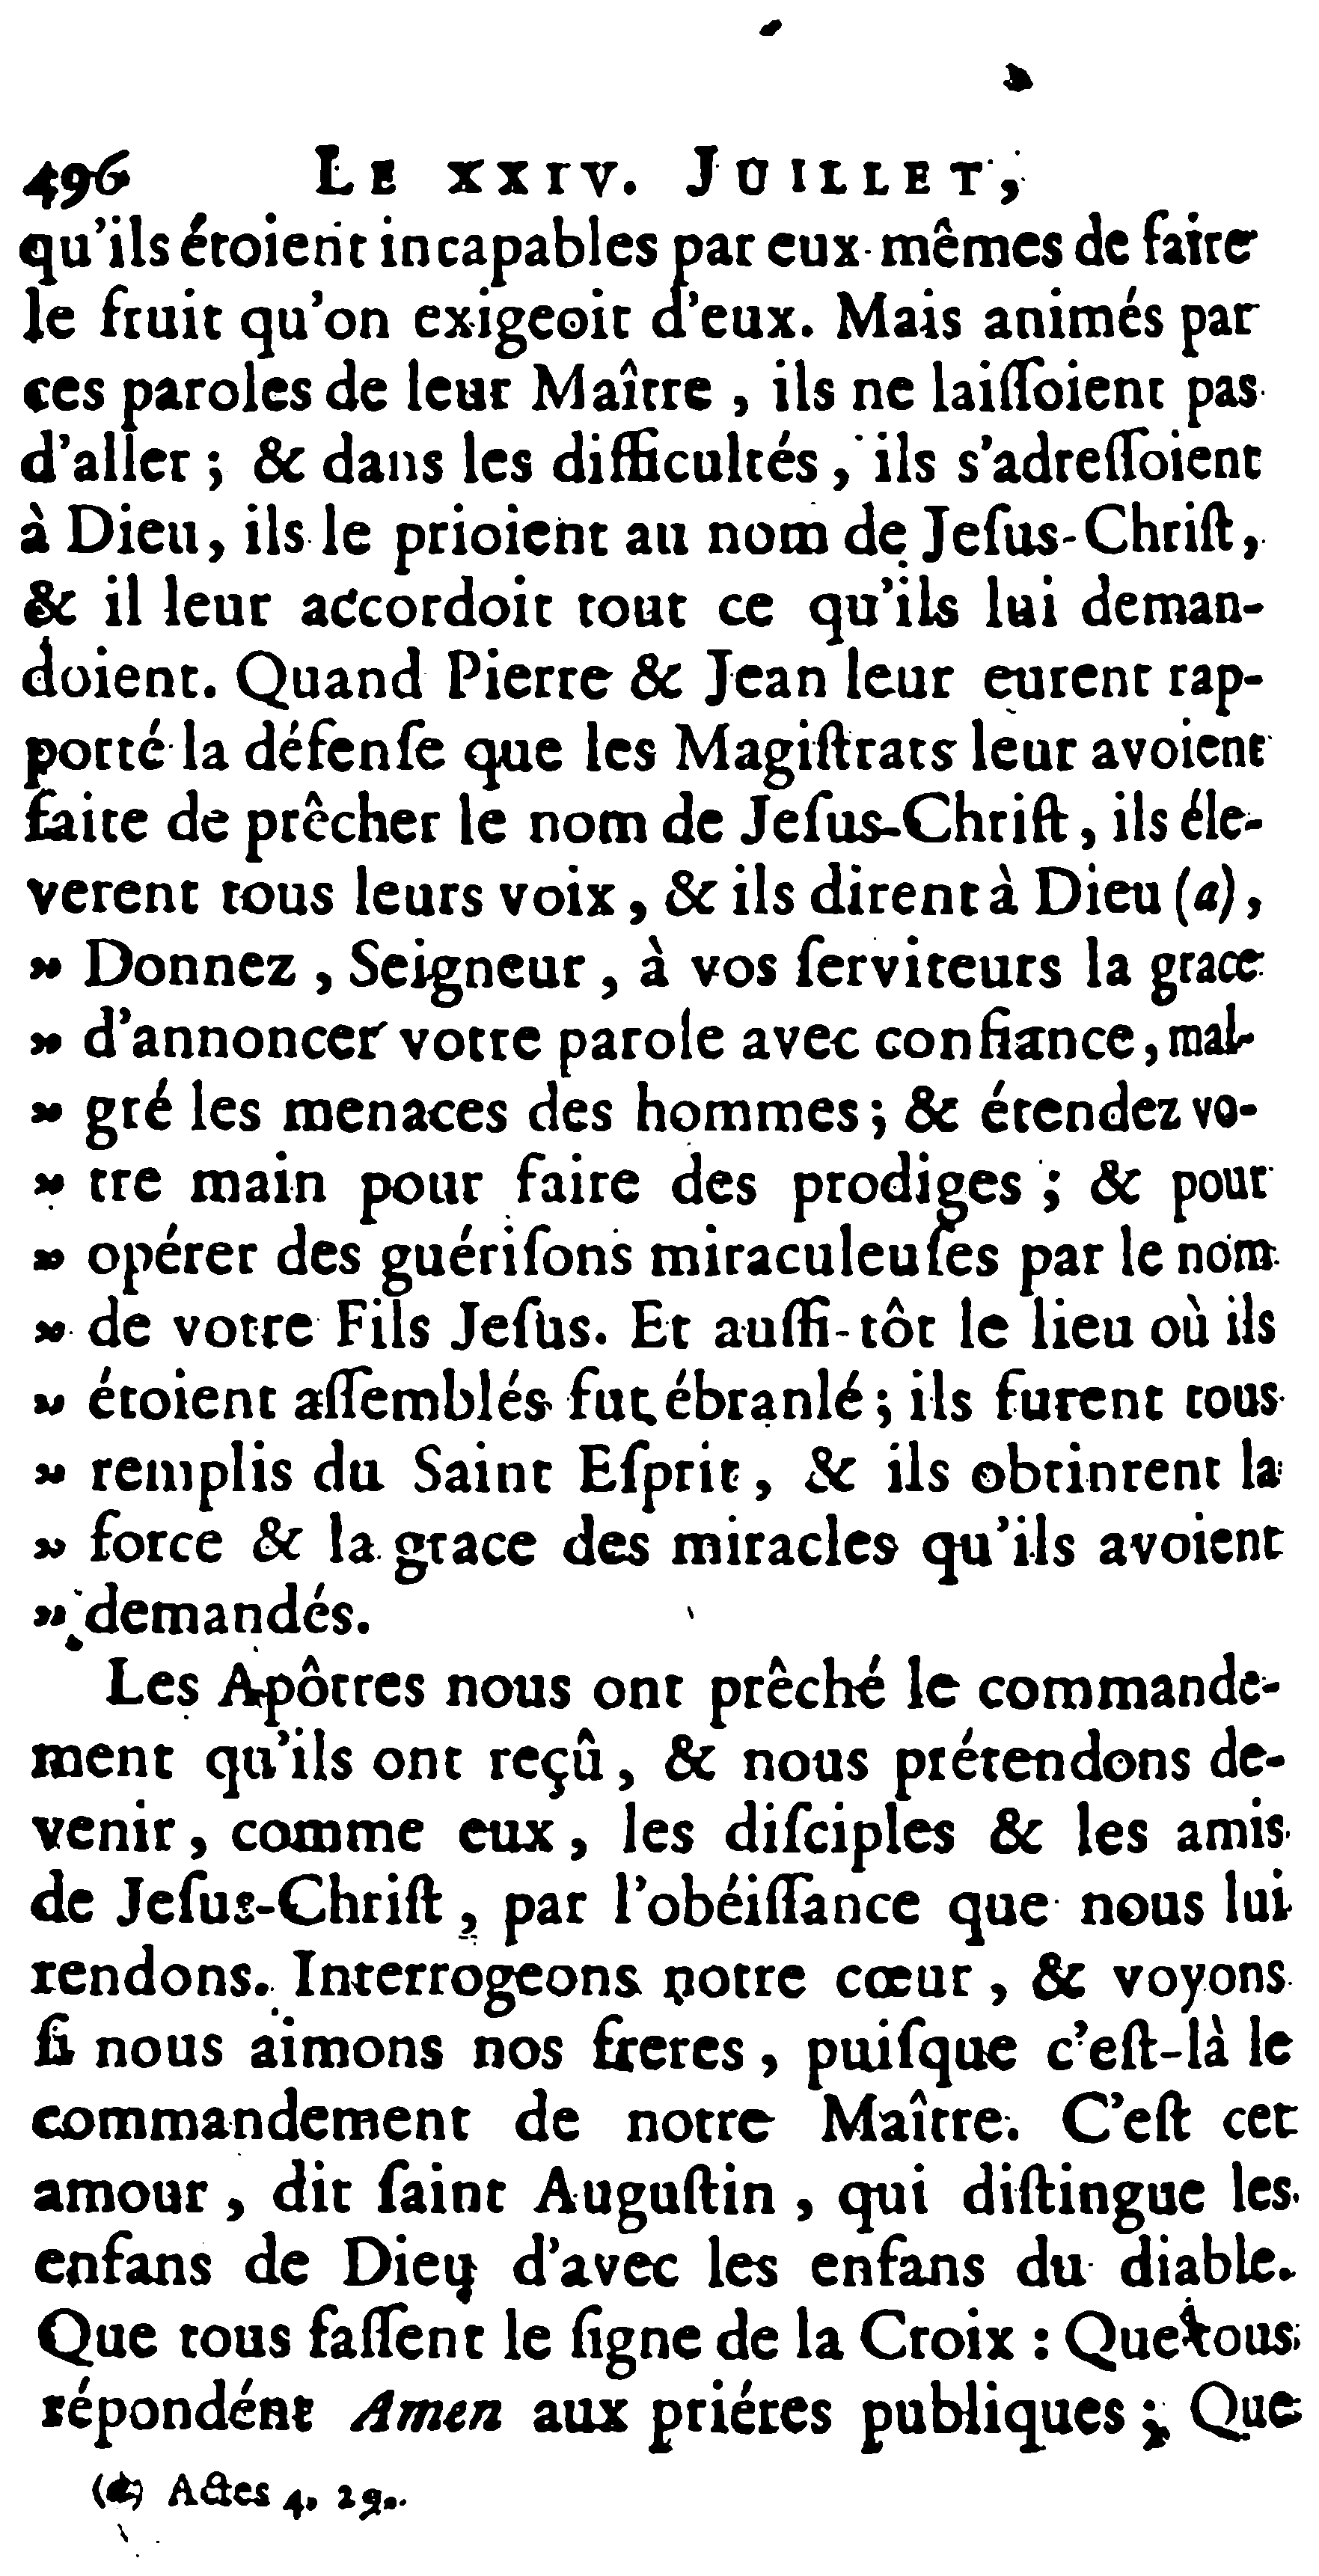 496 LE XXIV. JUILLET,
qu'ils étoient incapables par eux-mêmes de faire
le fruit qu'on exigeoit d'eux. Mais animés par
ces paroles de leur Maître, ils ne laiſſoient pas
d'aller ; & dans les difficultés, ils s'adreſſoient
à Dieu, ils le prioient au nom de Jeſus-Chriſt,
& il leur accordoit tout ce qu'ils lui deman-
doient. Quand Pierre & Jean leur eurent rap-
porté la défenſe que les Magiſtrats leur avoient
faite de prêcher le nom de Jeſus-Chriſt, ils éle-
verent tous leurs voix, & ils dirent à Dieu (a),
» Donnez, Seigneur, à vos ſerviteurs la grace
» d'annoncer votre parole avec confiance, mal-
» gré les menaces des hommes; & étendez vo-
» tre main pour faire des prodiges ; & pour
» opérer des guériſons miraculeuſes par le nom
» de votre Fils Jeſus. Et auſſi-tôt le lieu où ils
» étoient aſſemblés fut ébranlé; ils furent tous
» remplis du Saint Eſprit, & ils obtinrent la
» force & la grace des miracles qu'ils avoient
» demandés.
Les Apôtres nous ont prêché le commande-
ment qu'ils ont reçû, & nous prétendons de-
venir, comme eux, les diſciples & les amis
de Jeſus-Chriſt, par l'obéiſſance que nous lui
rendons. Interrogeons notre cœur, & voyons
ſi nous aimons nos freres, puiſque c'eſt-là le
commandement de notre Maître. C'eſt cet
amour, dit ſaint Auguſtin, qui diſtingue les
enfans de Dieu d'avec les enfans du diable.
Que tous faſſent le ſigne de la Croix : Que tous
répondént Amen aux priéres publiques ; Que
(a) Actes 4. 29.